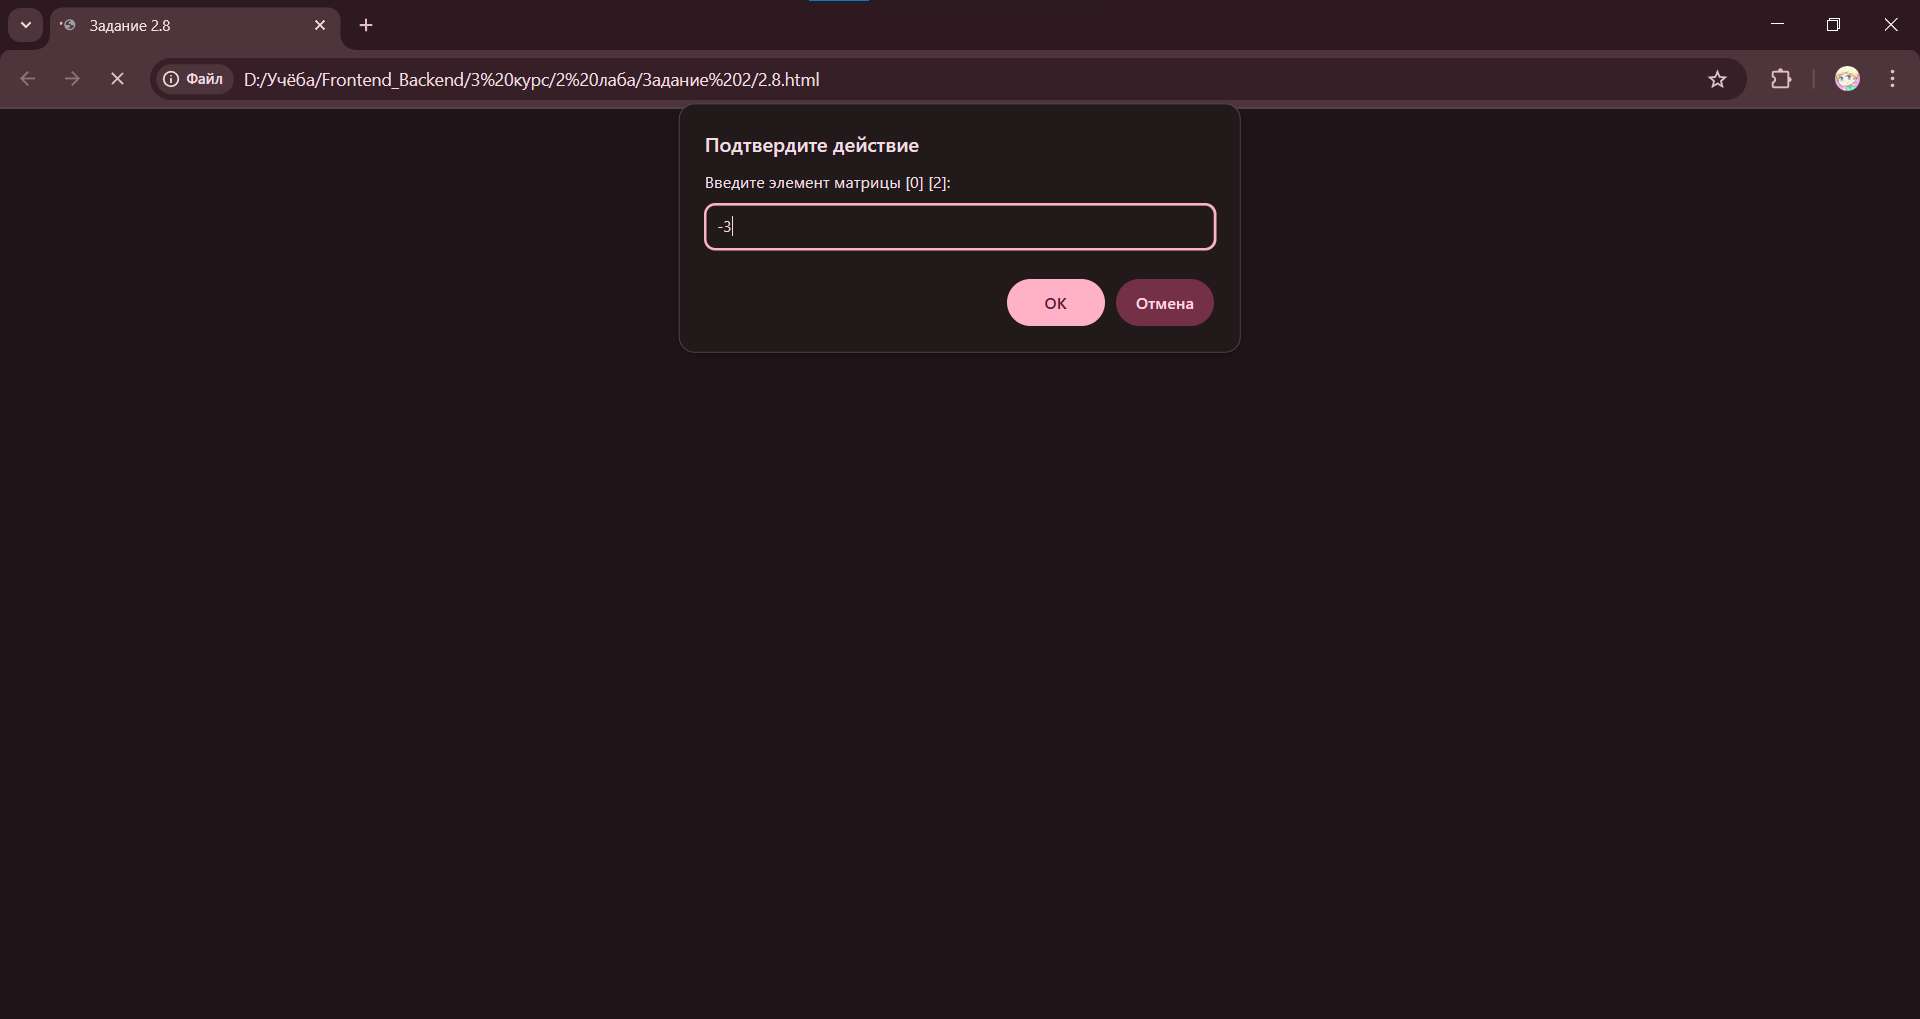 Задание 2.8
Файл
D:/Учёба/Frontend_Backend/3%20курс/2%20лаба/Задание%202/2.8.html
Подтвердите действие
Введите элемент матрицы [0] [2]:
-3
ОК
Отмена